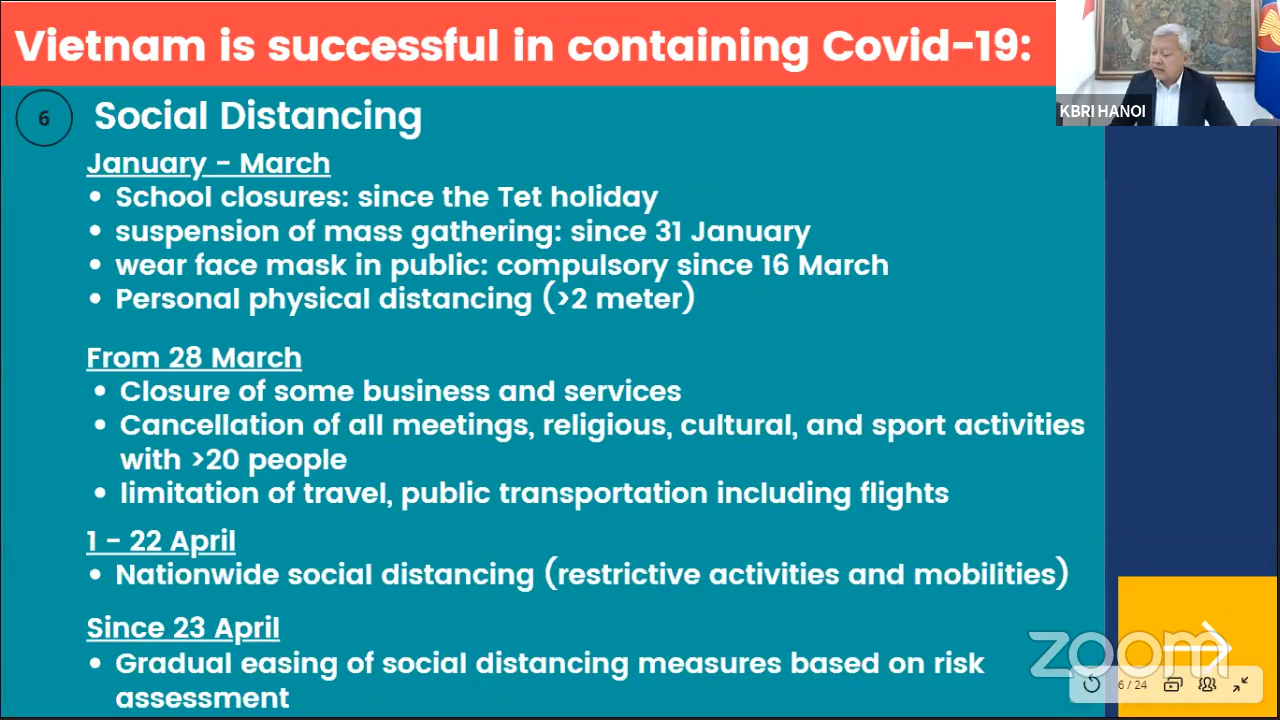 Vietnam is successful in containing Covid-19:
KBRI HANOI
6
Social Distancing
January - March
• School closures: since the Tet holiday
• suspension of mass gathering: since 31 January
• wear face mask in public: compulsory since 16 March
• Personal physical distancing (>2 meter)
From 28 March
• Closure of some business and services
• Cancellation of all meetings, religious, cultural, and sport activities
with >20 people
• limitation of travel, public transportation including flights
1 - 22 April
• Nationwide social distancing (restrictive activities and mobilities)
Since 23 April
• Gradual easing of social distancing measures based on risk
assessment
zoom
6 / 24